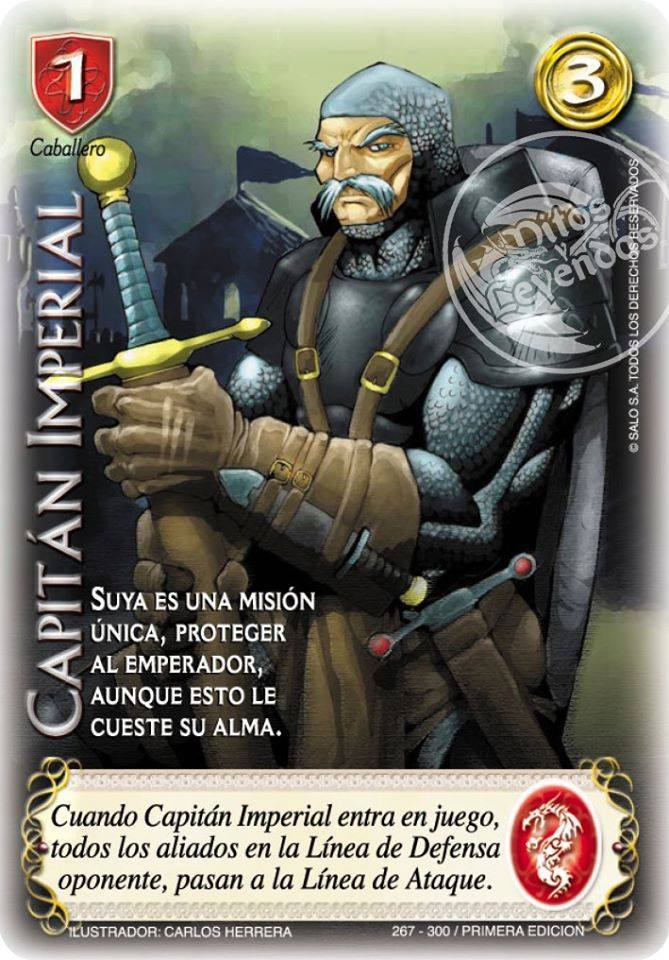 1
3
Caballero
Mitos
y
Leyendas
© SALO S.A. TODOS LOS DERECHOS RESERVADOS
CAPITÁN IMPERIAL
SUYA ES UNA MISIÓN
ÚNICA, PROTEGER
AL EMPERADOR,
AUNQUE ESTO LE
CUESTE SU ALMA.
Cuando Capitán Imperial entra en juego,
todos los aliados en la Línea de Defensa
oponente, pasan a la Línea de Ataque.
ILUSTRADOR: CARLOS HERRERA
267 - 300 / PRIMERA EDICION